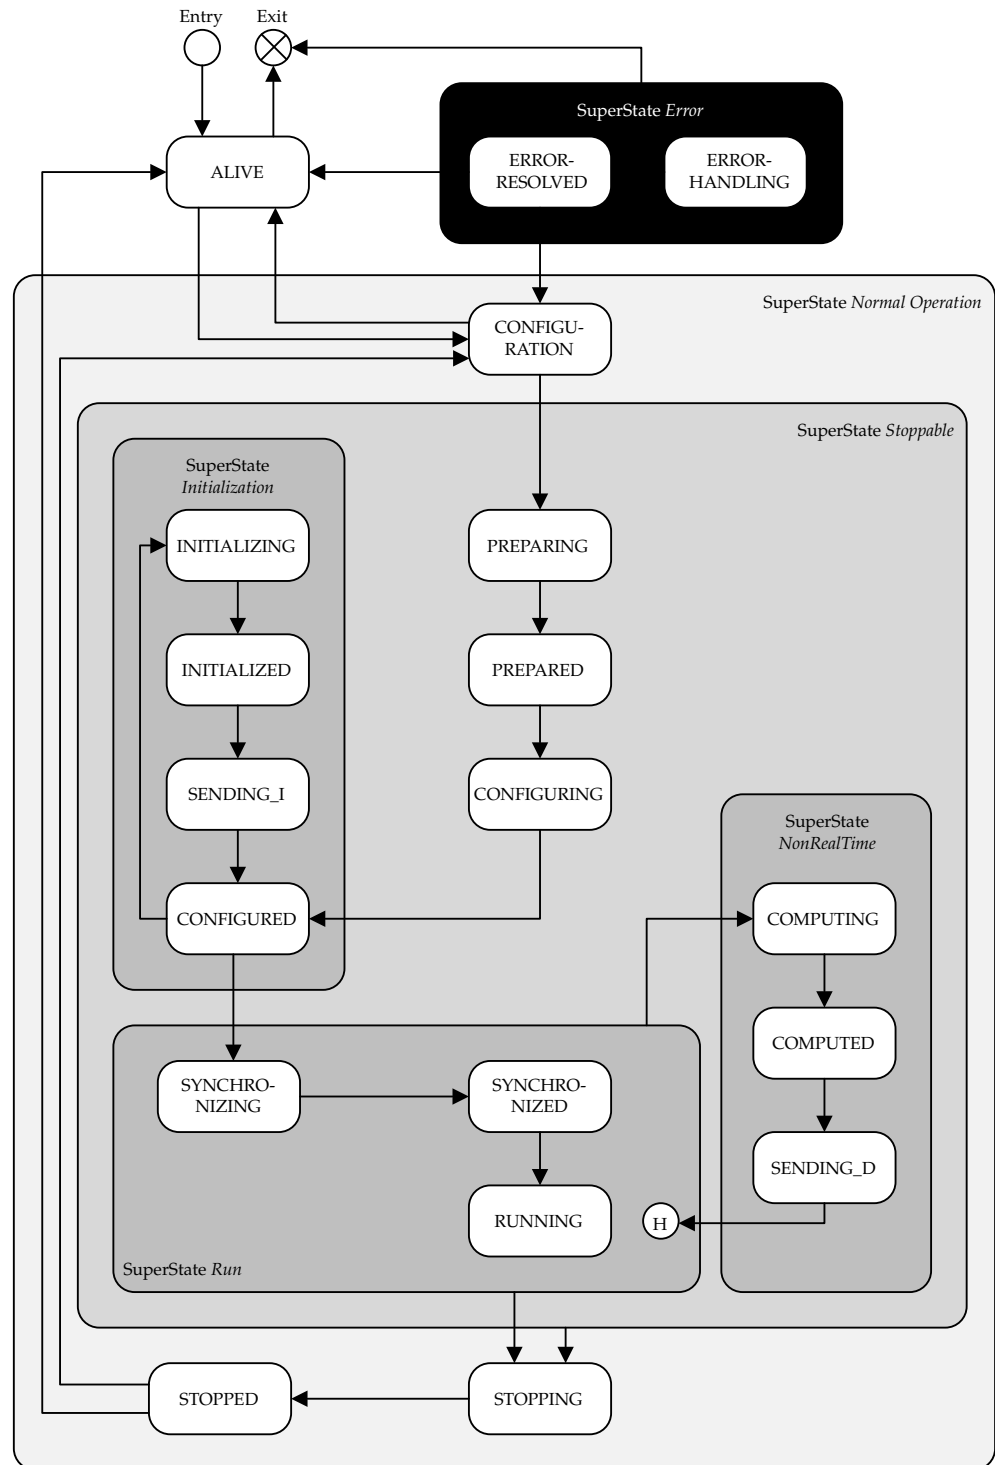 Entry
Exit
SuperState Error
ERROR-
RESOLVED
ERROR-
HANDLING
ALIVE
SuperState Normal Operation
CONFIGU-
RATION
SuperState Stoppable
SuperState
Initialization
INITIALIZING
PREPARING
INITIALIZED
PREPARED
SENDING_I
CONFIGURING
SuperState
NonRealTime
CONFIGURED
COMPUTING
COMPUTED
SYNCHRO-
NIZING
SYNCHRO-
NIZED
SENDING_D
RUNNING
H
SuperState Run
STOPPED
STOPPING